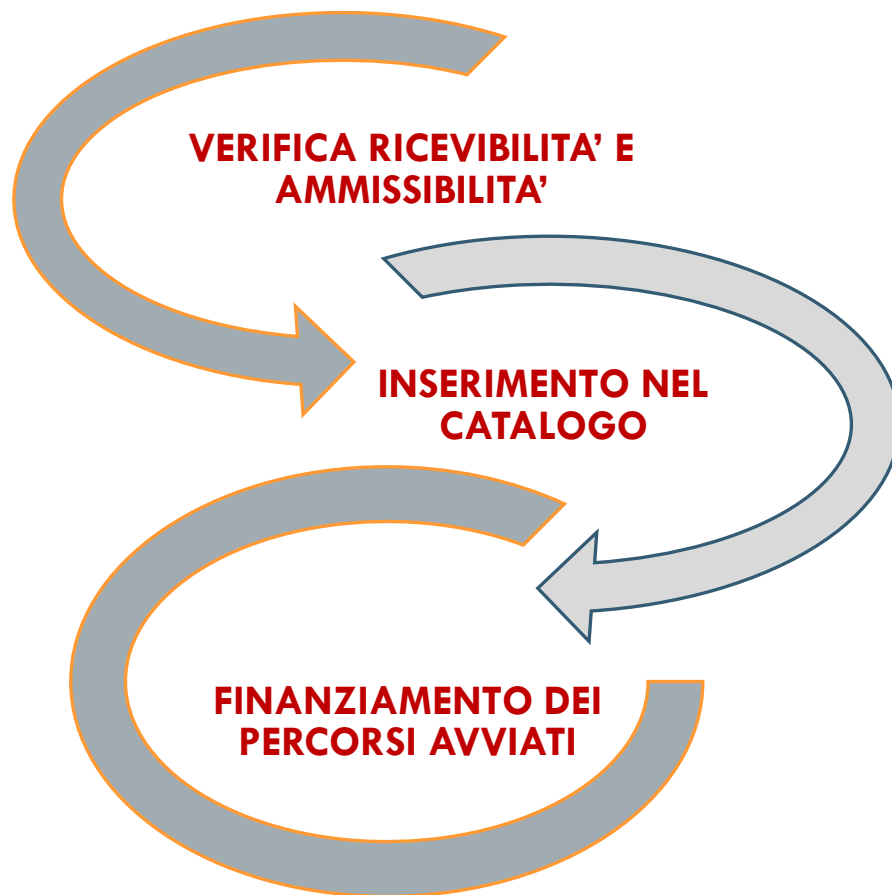 VERIFICA RICEVIBILITA’ E
AMMISSIBILITA’
INSERIMENTO NEL
CATALOGO
FINANZIAMENTO DEI
PERCORSI AVVIATI